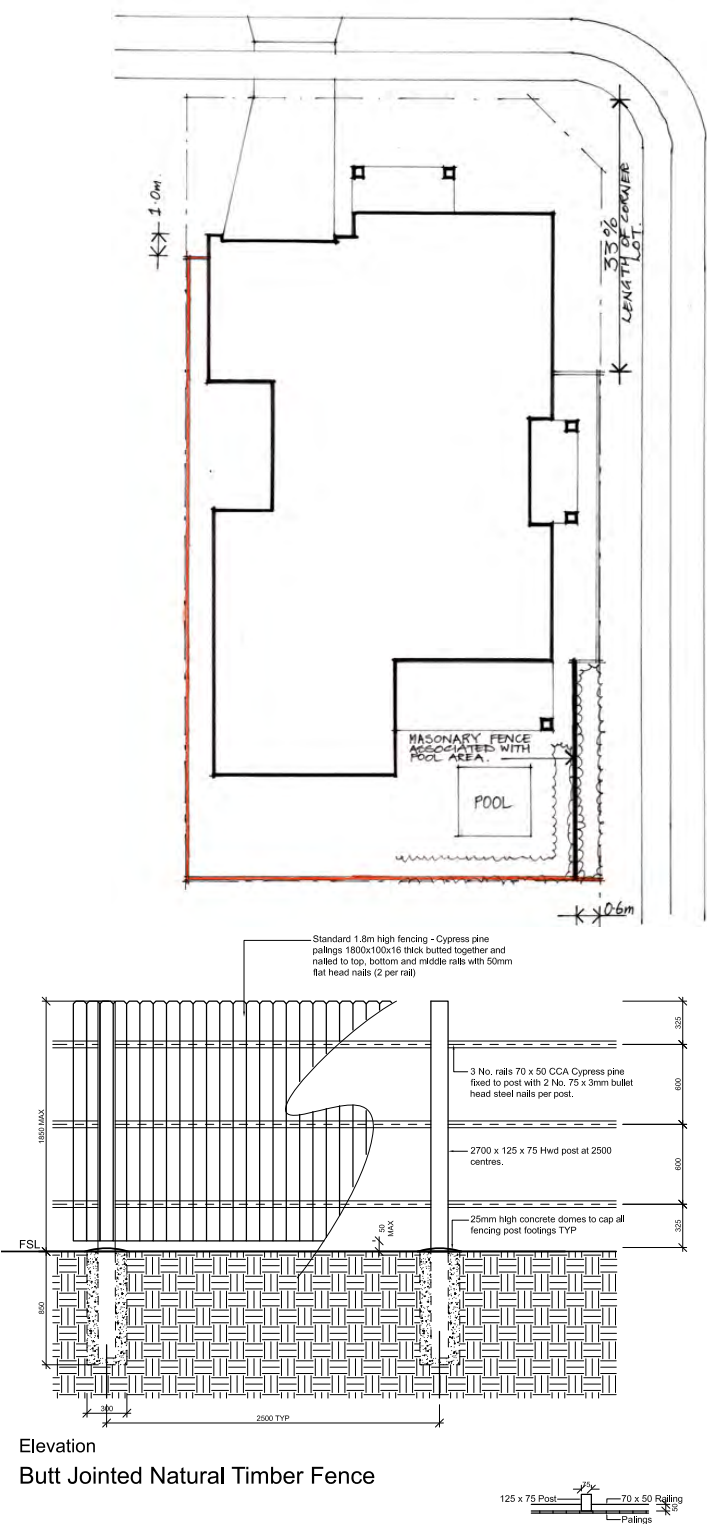 1.0m.
33%
LENGTH OF CORNER
LOT.
MASONARY FENCE
ASSOCIATED WITH
POOL AREA.
POOL
0.6m
Standard 1.8m high fencing - Cypress pine
palings 1800x100x16 thick butted together and
nailed to top, bottom and middle rails with 50mm
flat head nails (2 per rail)
325
3 No. rails 70 x 50 CCA Cypress pine
fixed to post with 2 No. 75 x 3mm bullet
head steel nails per post.
600
1850 MAX
2700 x 125 x 75 Hwd post at 2500
centres.
600
25mm high concrete domes to cap all
fencing post footings TYP
50
MAX
325
FSL
850
300
2500 TYP
Elevation
Butt Jointed Natural Timber Fence
75
125 x 75 Post
70 x 50 Railing
50
Palings